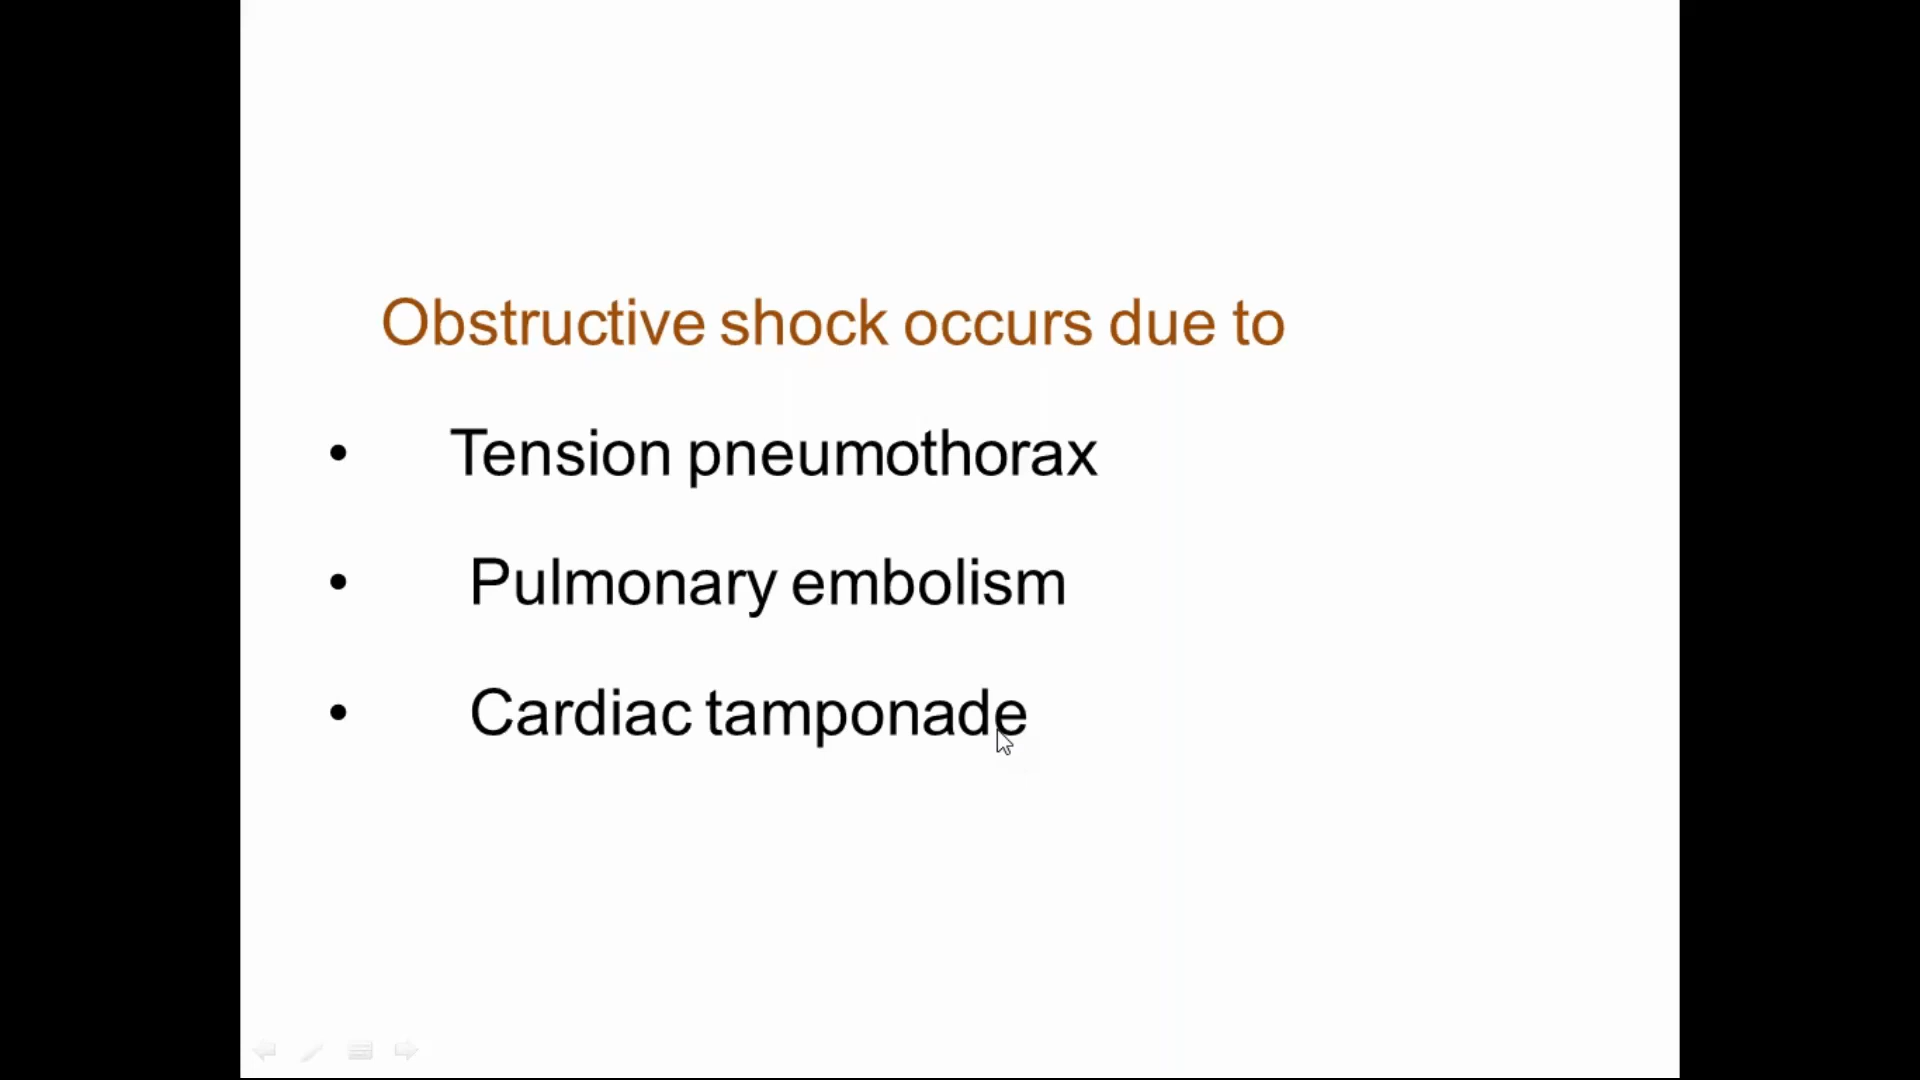 Obstructive shock occurs due to
• Tension pneumothorax
• Pulmonary embolism
• Cardiac tamponade